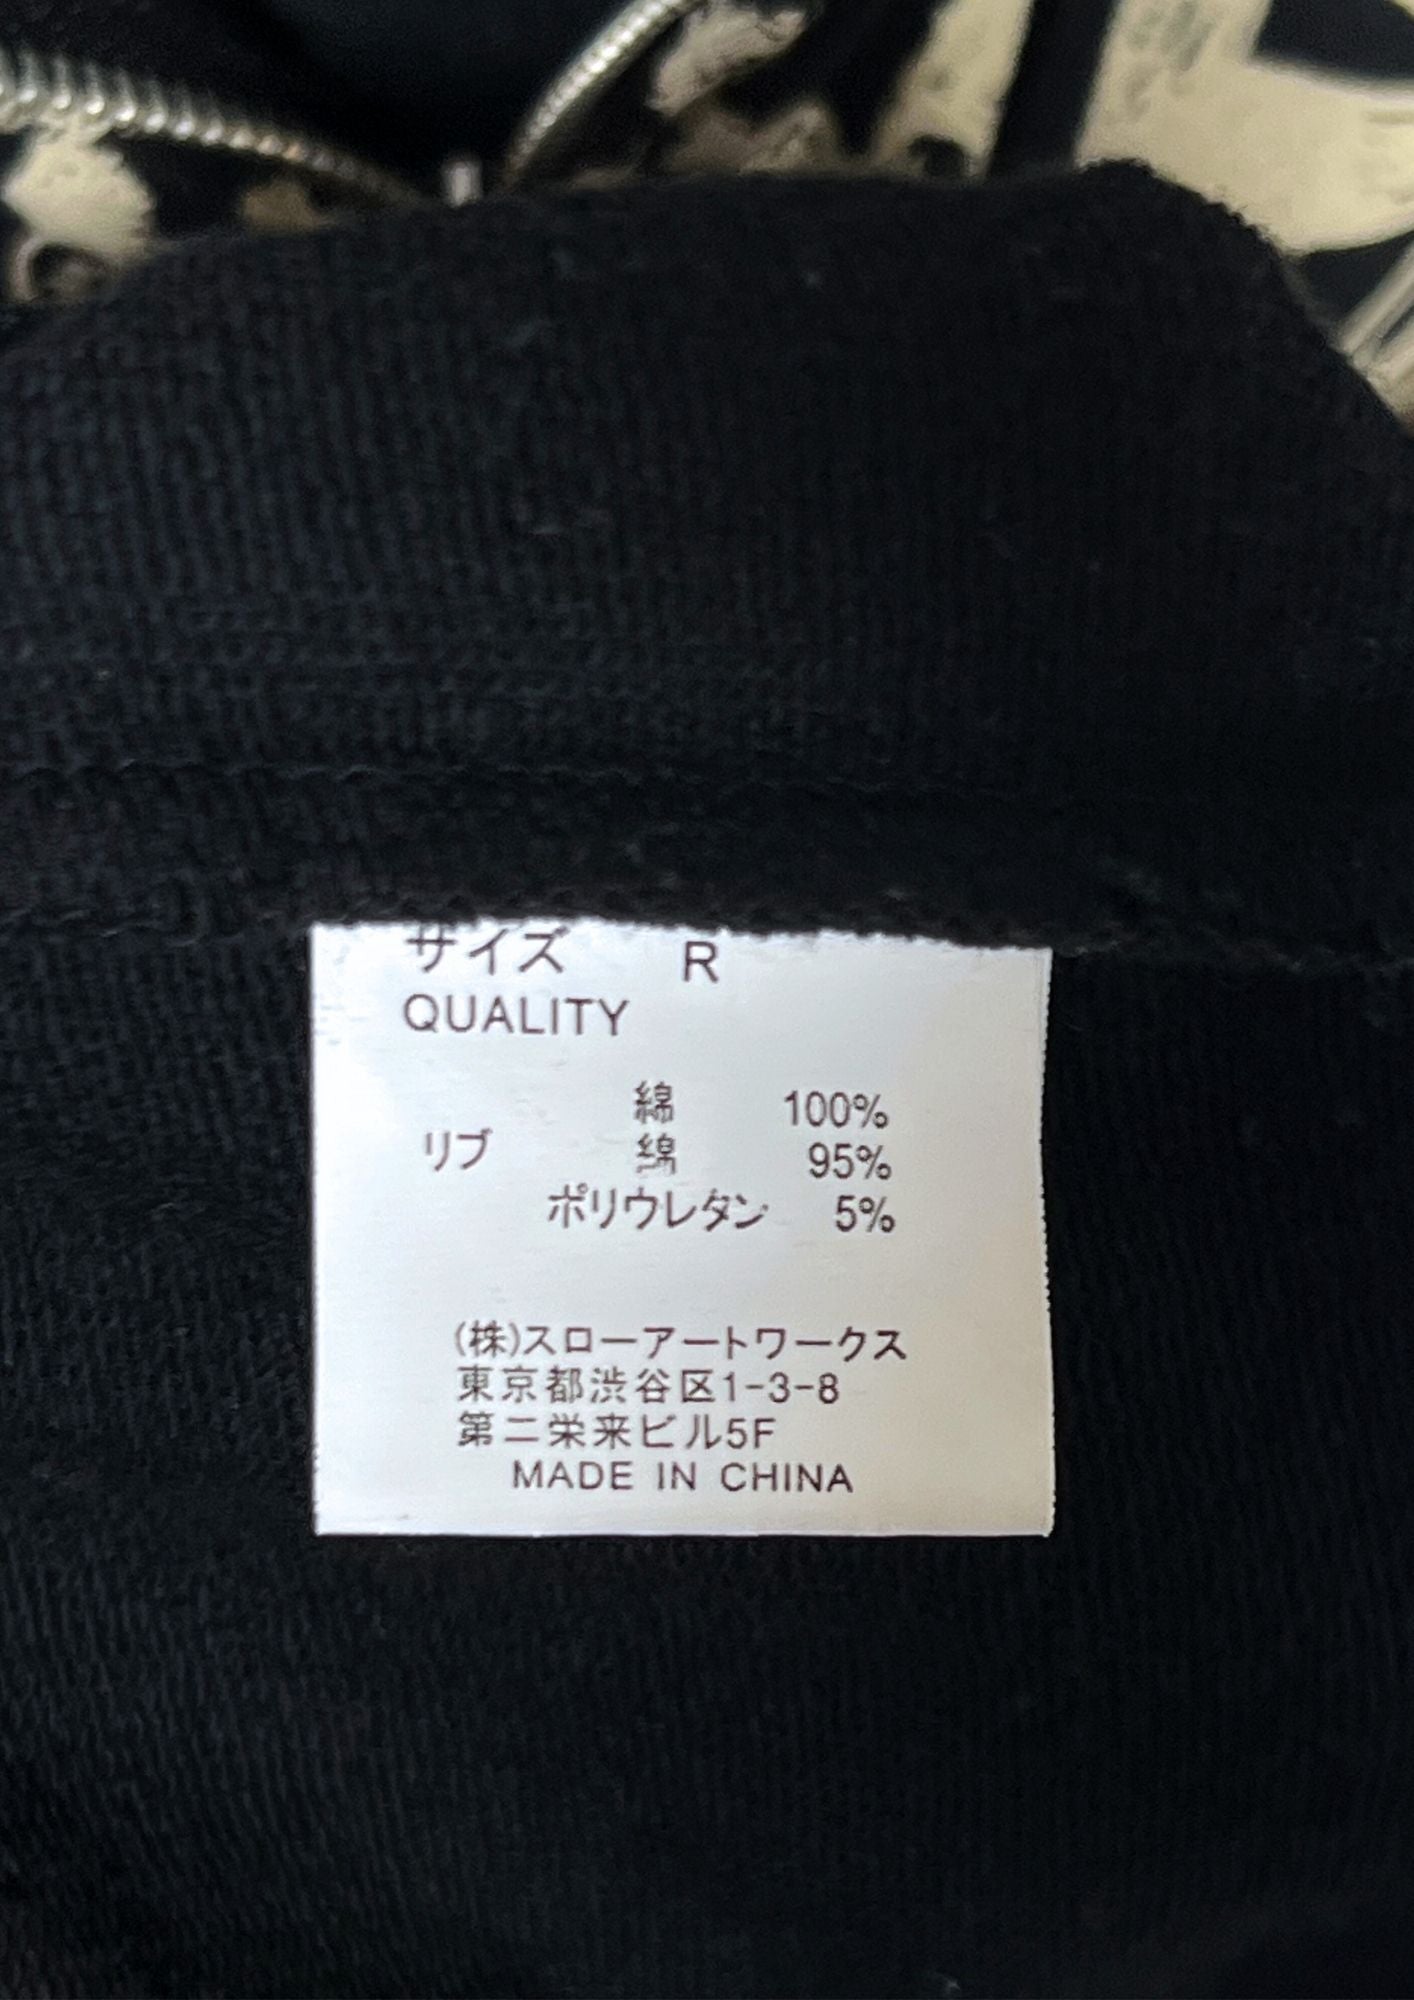 サイズ R
QUALITY
綿 100%
リブ 綿 95%
ポリウレタン 5%
(株)スローアートワークス
東京都渋谷区1-3-8
第二栄来ビル5F
MADE IN CHINA